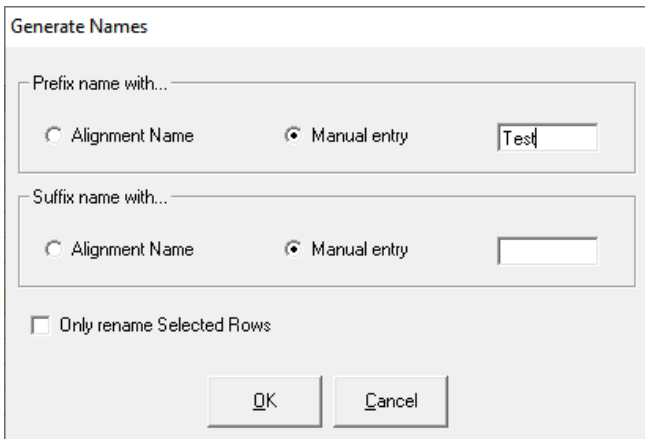 Generate Names
Prefix name with...
Alignment Name Manual entry Test
Suffix name with...
Alignment Name Manual entry
Only rename Selected Rows
OK Cancel